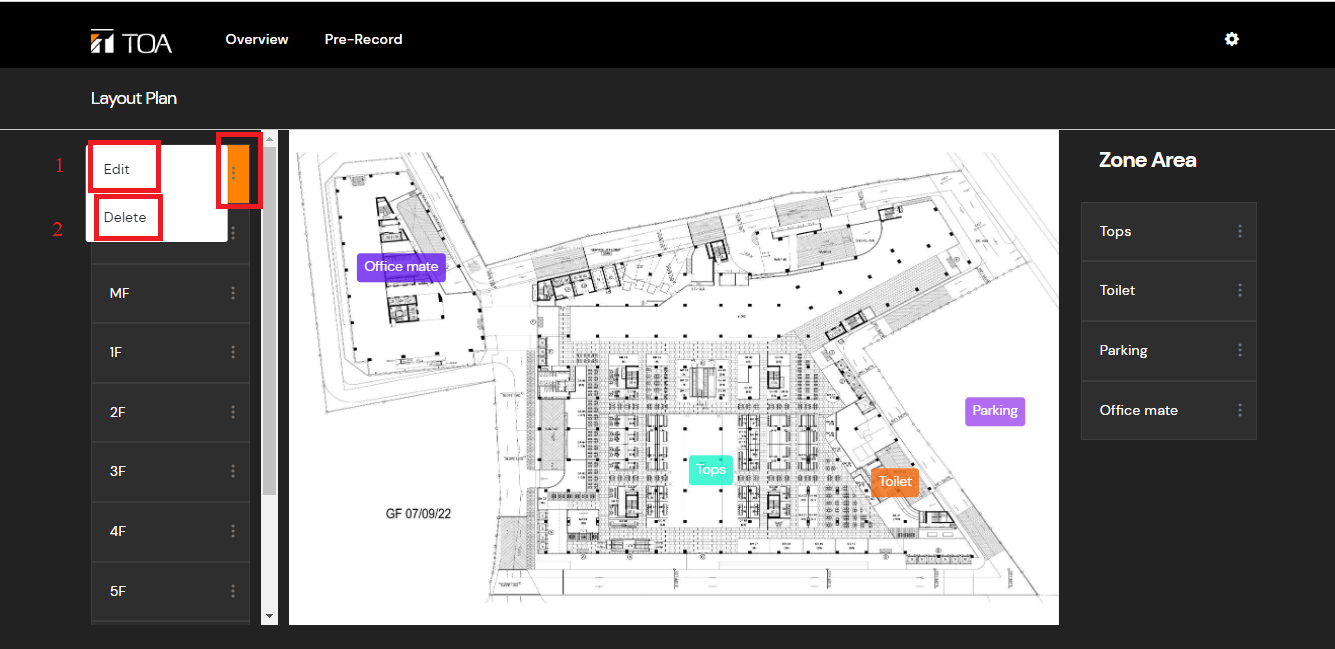 TOA
Overview
Pre-Record
Layout Plan
1
Edit
2
Delete
MF
1F
2F
3F
4F
5F
Office mate
Parking
Tops
Toilet
GF 07/09/22
Zone Area
Tops
Toilet
Parking
Office mate